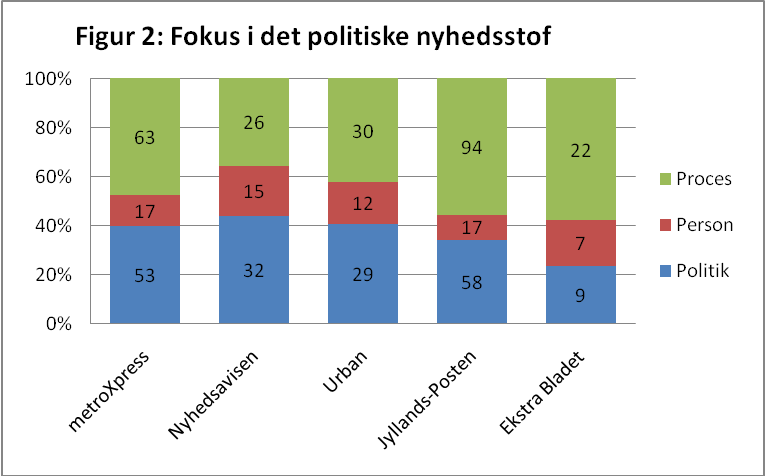 Figur 2: Fokus i det politiske nyhedsstof
100%
80%
60%
40%
20%
0%
63
26
30
94
22
17
15
12
17
7
53
32
29
58
9
metroXpress
Nyhedsavisen
Urban
Jyllands-Posten
Ekstra Bladet
Proces
Person
Politik